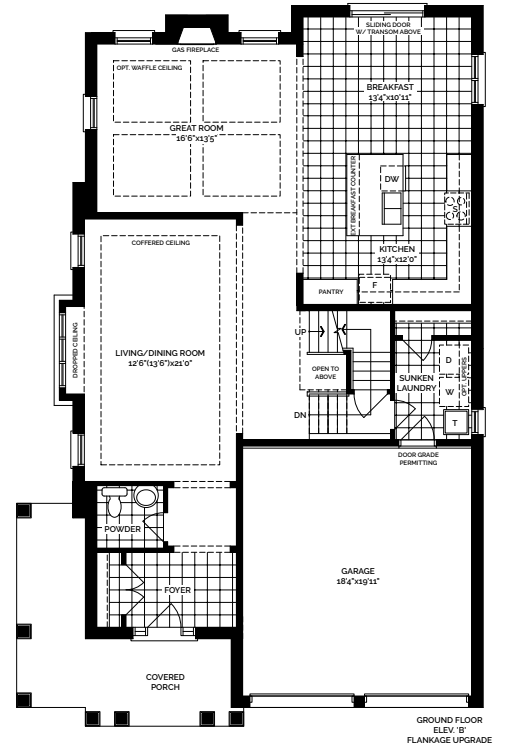 SLIDING DOOR
W/ TRANSOM ABOVE
GAS FIREPLACE
OPT. WAFFLE CEILING
BREAKFAST
13'4"x10'11"
GREAT ROOM
16'6"x13'5"
EXT BREAKFAST COUNTER
DW
S
COFFERED CEILING
KITCHEN
13'4"x12'0"
PANTRY
F
UP
DROPPED CEILING
LIVING/DINING ROOM
12'6"(13'6")x21'0"
OPEN TO
ABOVE
D
SUNKEN
LAUNDRY
W
OPT. UPPERS
DN
T
DOOR GRADE
PERMITTING
POWDER
GARAGE
18'4"x19'11"
FOYER
COVERED
PORCH
GROUND FLOOR
ELEV. 'B'
FLANKAGE UPGRADE